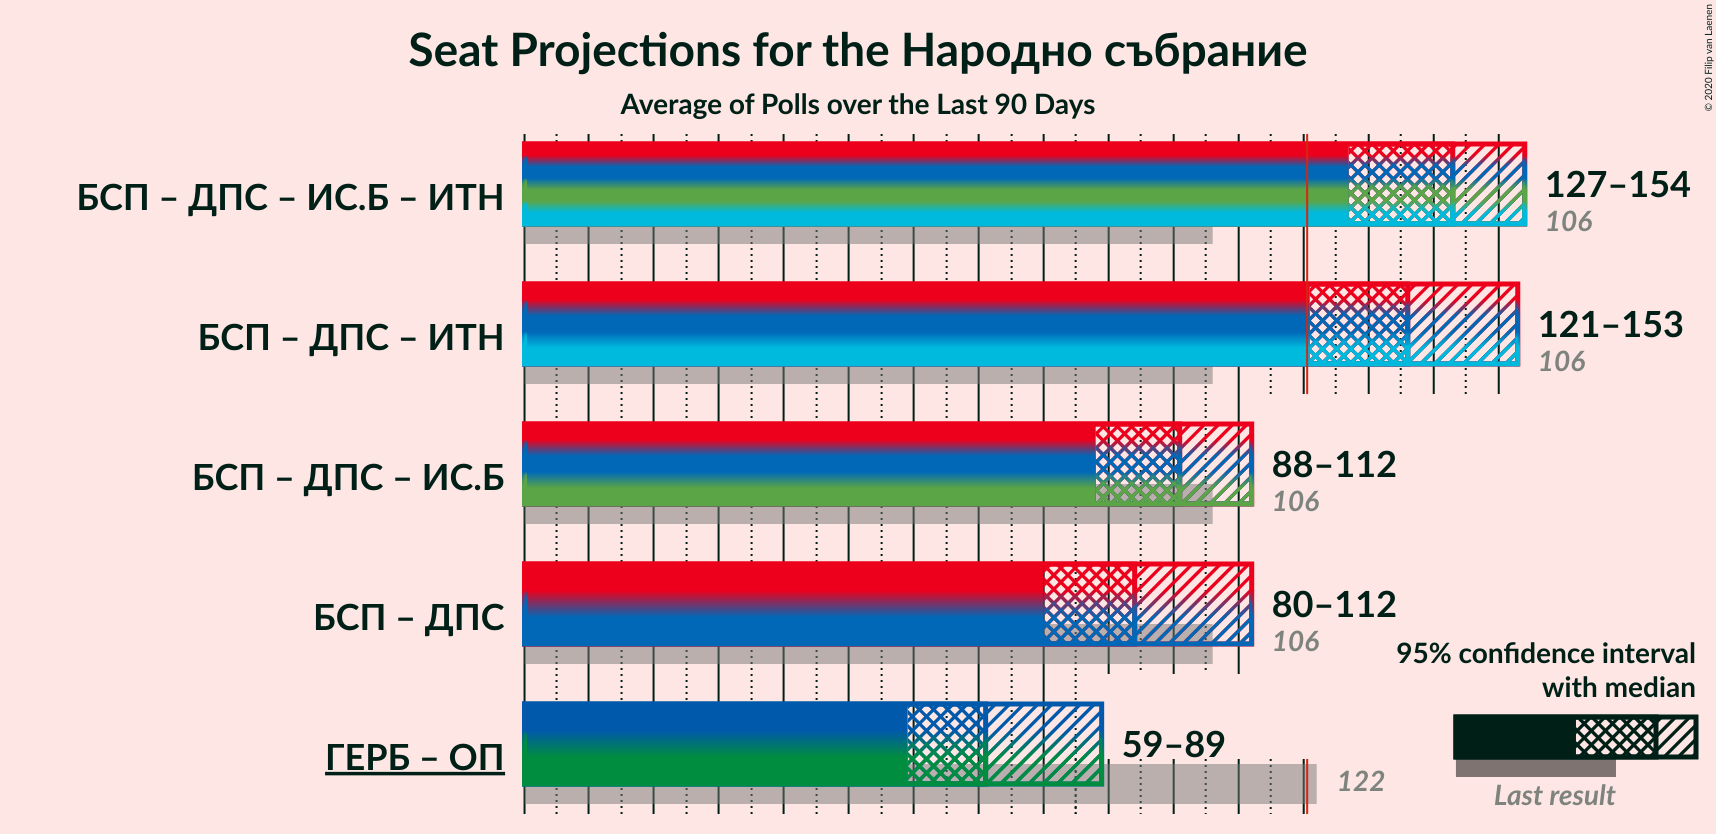 Seat Projections for the Народно събрание
Average of Polls over the Last 90 Days
© 2020 Filip van Laenen
БСП – ДПС – ИС.Б – ИТН
127–154
106
БСП – ДПС – ИТН
121–153
106
БСП – ДПС – ИС.Б
88–112
106
БСП – ДПС
80–112
106
ГЕРБ – ОП
59–89
122
95% confidence interval
with median
Last result